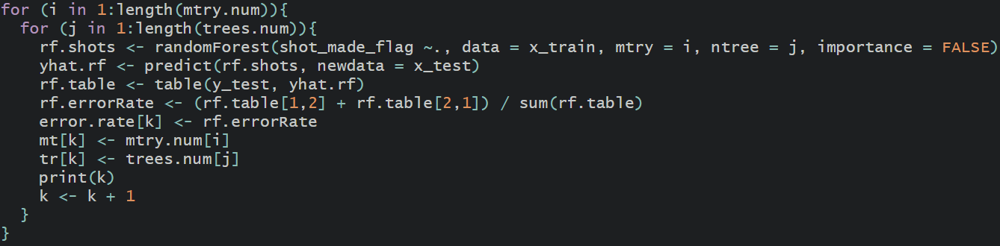 for (i in 1:length(mtry.num)){
  for (j in 1:length(trees.num)){
    rf.shots <- randomForest(shot_made_flag ~., data = x_train, mtry = i, ntree = j, importance = FALSE)
    yhat.rf <- predict(rf.shots, newdata = x_test)
    rf.table <- table(y_test, yhat.rf)
    rf.errorRate <- (rf.table[1,2] + rf.table[2,1]) / sum(rf.table)
    error.rate[k] <- rf.errorRate
    mt[k] <- mtry.num[i]
    tr[k] <- trees.num[j]
    print(k)
    k <- k + 1
  }
}